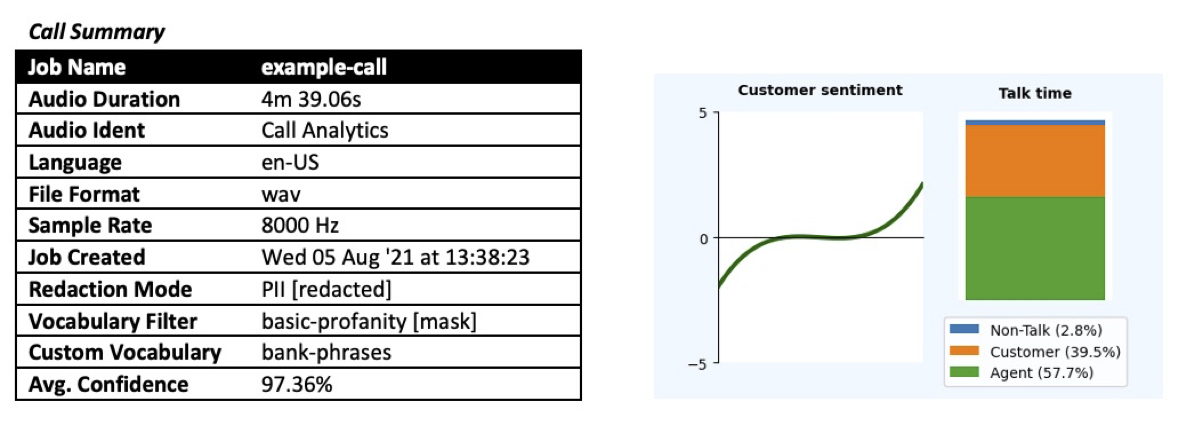 Call Summary
Job Name example-call
Audio Duration 4m 39.06s
Audio Ident Call Analytics
Language en-US
File Format wav
Sample Rate 8000 Hz
Job Created Wed 05 Aug '21 at 13:38:23
Redaction Mode PII [redacted]
Vocabulary Filter basic-profanity [mask]
Custom Vocabulary bank-phrases
Avg. Confidence 97.36%
Customer sentiment
5
0
−5
Talk time
Non-Talk (2.8%)
Customer (39.5%)
Agent (57.7%)